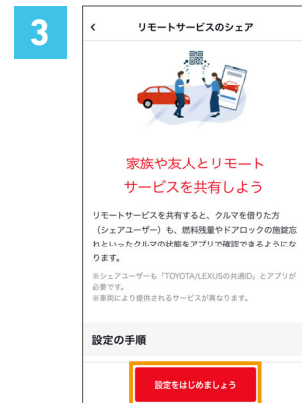 3
リモートサービスのシェア
家族や友人とリモート
サービスを共有しよう
リモートサービスを共有すると、クルマを借りた方
（シェアユーザー）も、燃料残量やドアロックの施錠忘
れといったクルマの状態をアプリで確認できるようにな
ります。
※シェアユーザーも「TOYOTA/LEXUSの共通ID」とアプリが
必要です。
※車両により提供されるサービスが異なります。
設定の手順
設定をはじめましょう